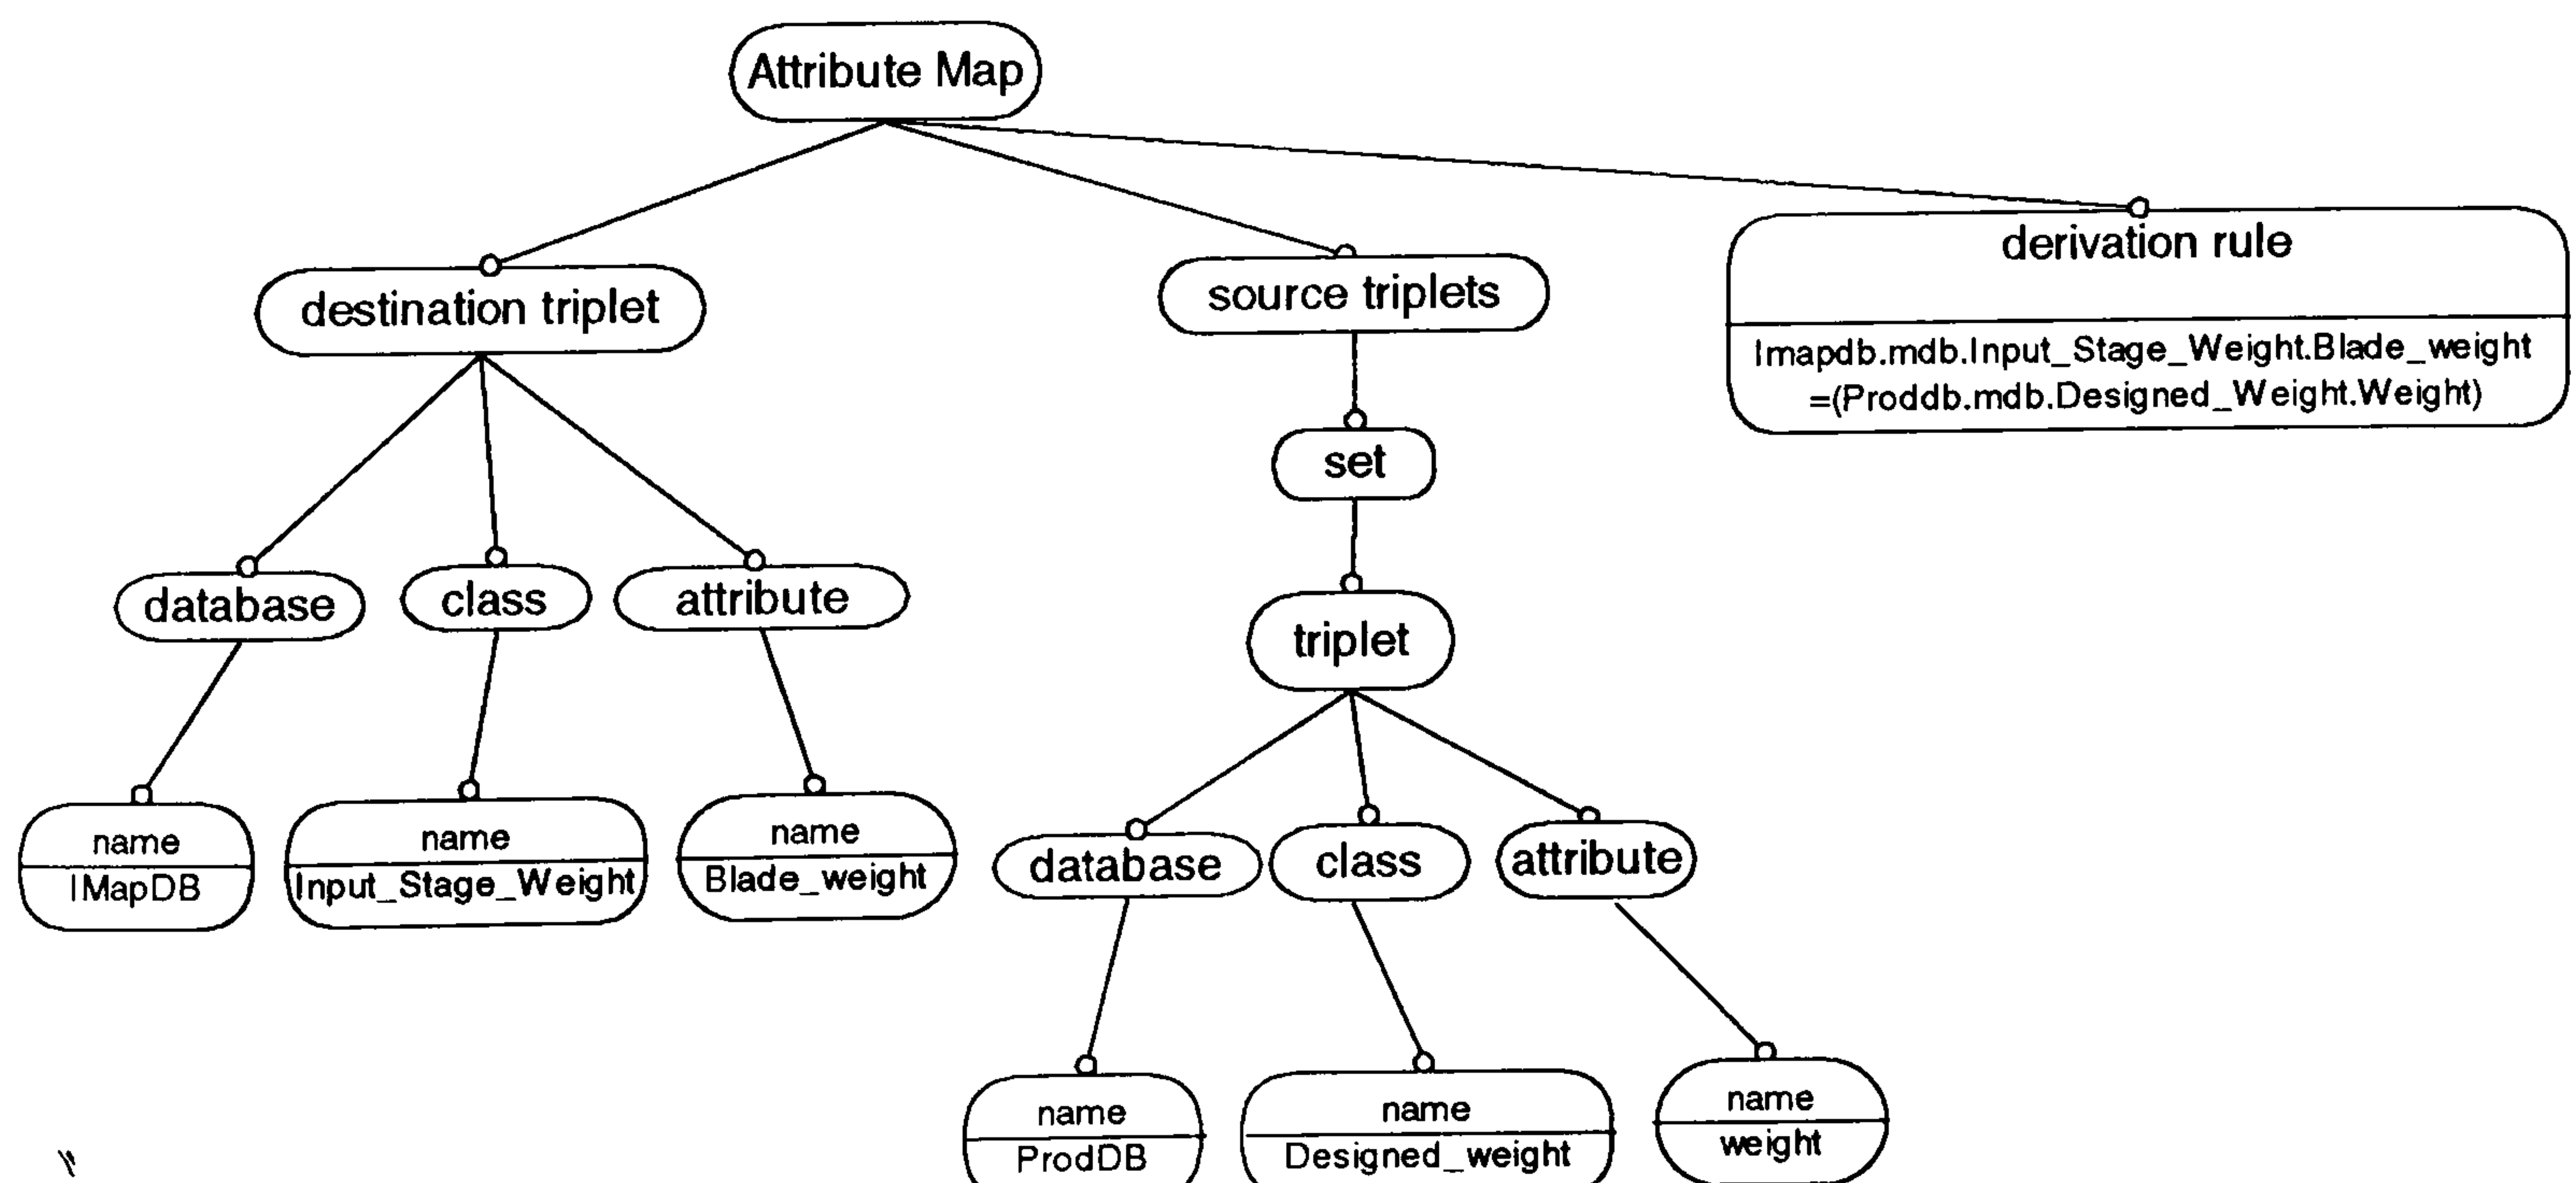 Attribute Map
destination triplet
source triplets
derivation rule
Imapdb.mdb.Input_Stage_Weight.Blade_weight
=(Proddb.mdb.Designed_Weight.Weight)
set
database
class
attribute
triplet
name
IMapDB
name
Input_Stage_Weight
name
Blade_weight
database
class
attribute
name
ProdDB
name
Designed_weight
name
weight